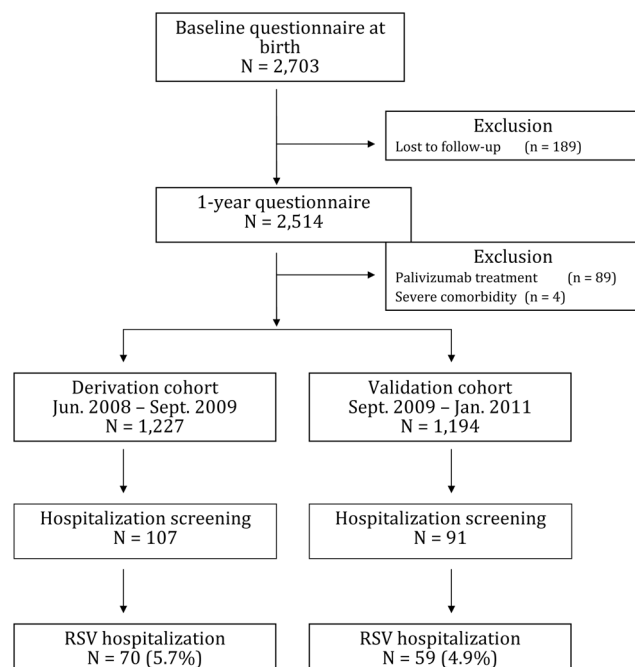 Baseline questionnaire at
birth
N = 2,703
Exclusion
Lost to follow-up (n = 189)
1-year questionnaire
N = 2,514
Exclusion
Palivizumab treatment (n = 89)
Severe comorbidity (n = 4)
Derivation cohort
Jun. 2008 – Sept. 2009
N = 1,227
Validation cohort
Sept. 2009 – Jan. 2011
N = 1,194
Hospitalization screening
N = 107
Hospitalization screening
N = 91
RSV hospitalization
N = 70 (5.7%)
RSV hospitalization
N = 59 (4.9%)